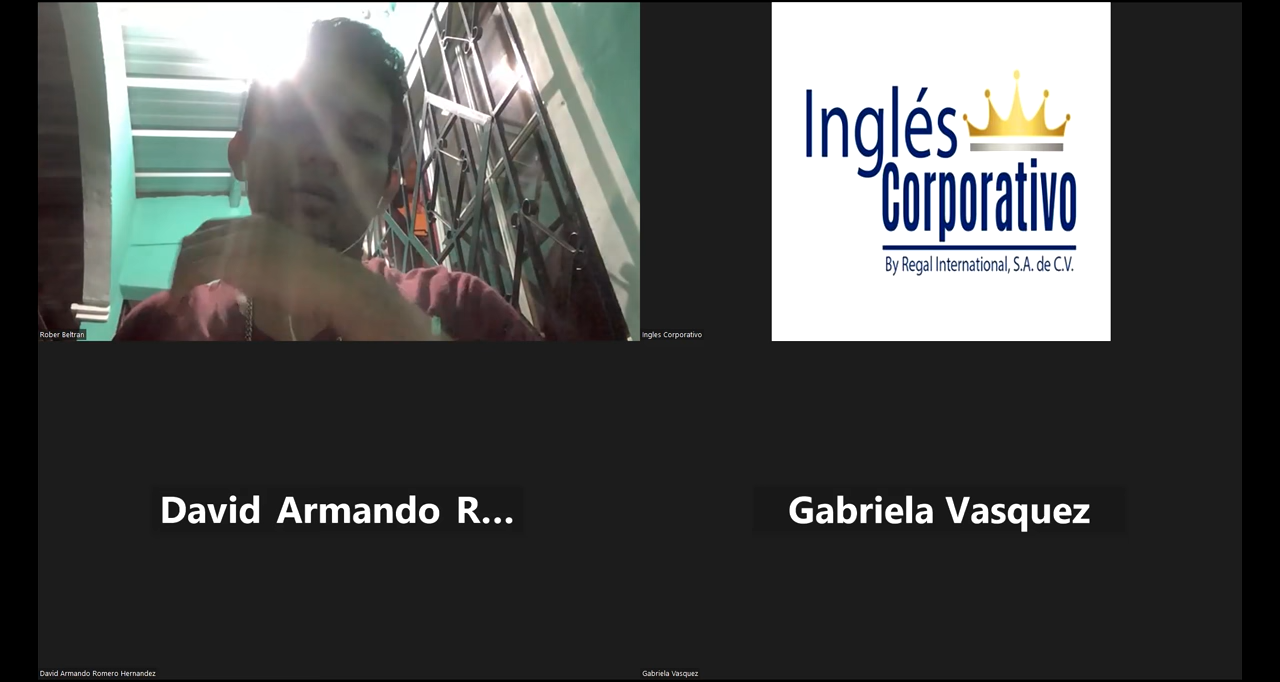 Rober Beltran
Inglés
Corporativo
By Regal International, S.A. de C.V.
Ingles Corporativo
David Armando R...
David Armando Romero Hernandez
Gabriela Vasquez
Gabriela Vasquez